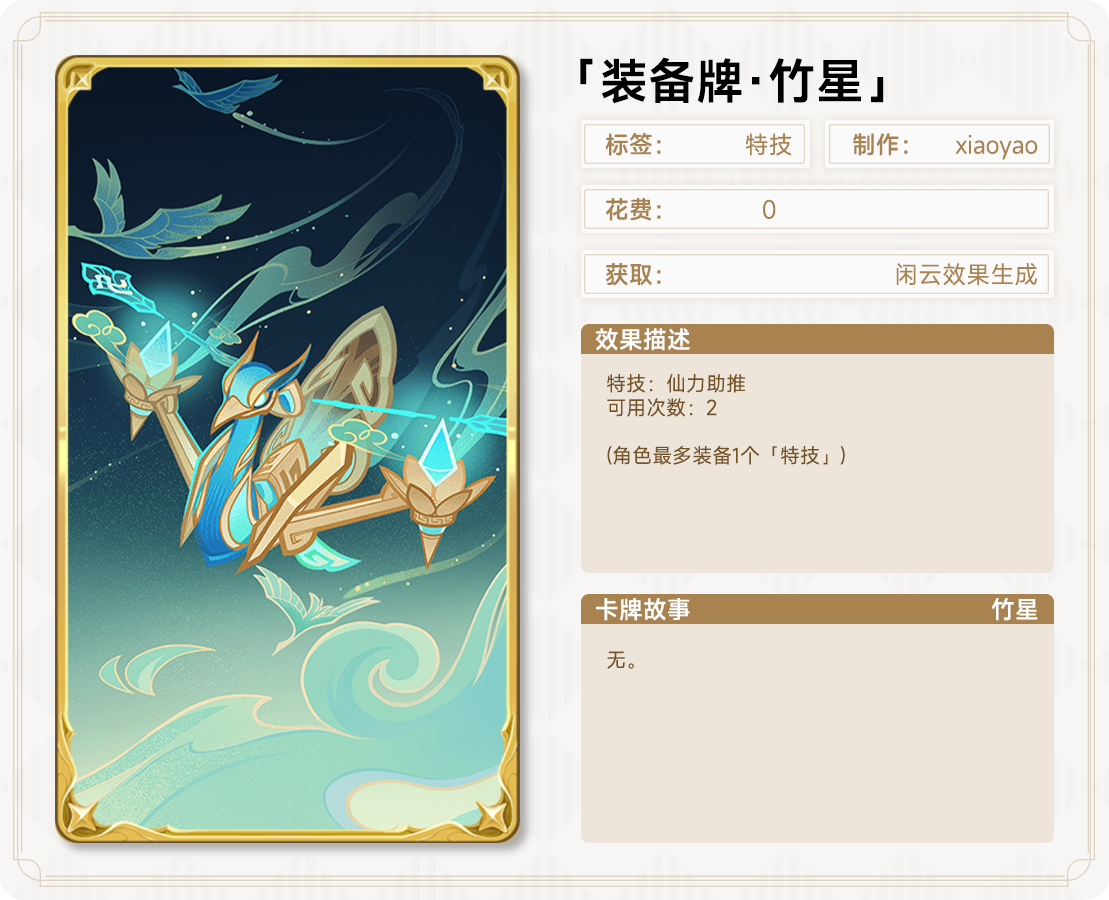 「装备牌·竹星」
标签： 特技
制作： xiaoyao
花费： 0
获取： 闲云效果生成
效果描述
特技：仙力助推
可用次数：2
(角色最多装备1个「特技」)
卡牌故事 竹星
无。